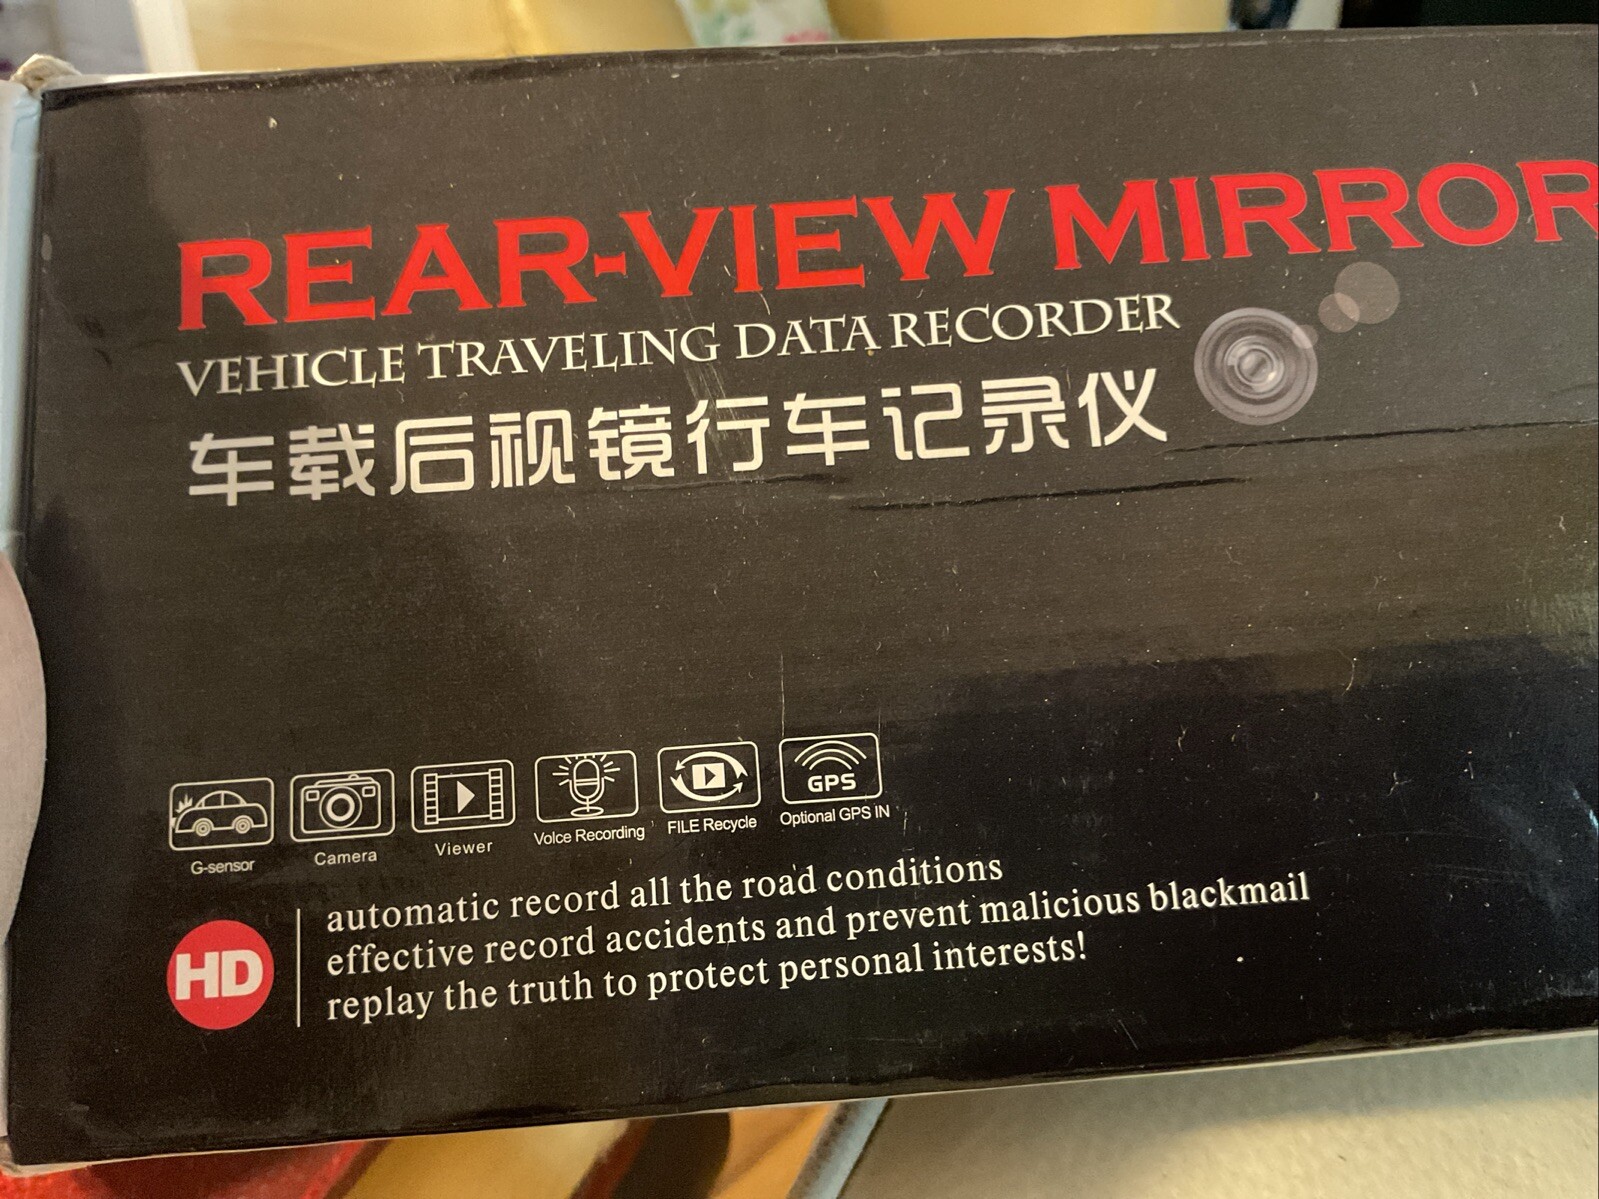 REAR-VIEW MIRROR
VEHICLE TRAVELING DATA RECORDER
车载后视镜行车记录仪
G-sensor
Camera
Viewer
Voice Recording
FILE Recycle
GPS
Optional GPS IN
HD
automatic record all the road conditions
effective record accidents and prevent malicious blackmail
replay the truth to protect personal interests!